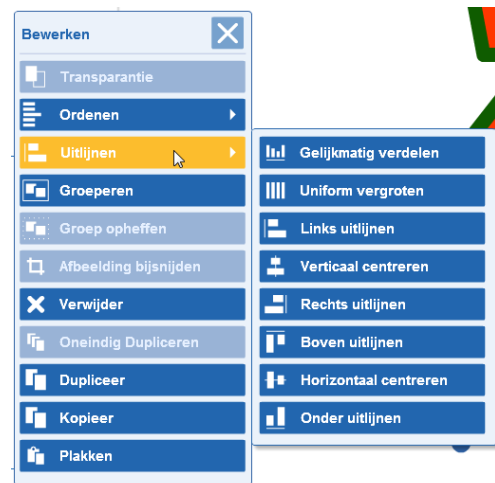 Bewerken
Transparantie
Ordenen
Uitlijnen
Groeperen
Groep opheffen
Afbeelding bijsnijden
Verwijder
Oneindig Dupliceren
Dupliceer
Kopieer
Plakken
Gelijkmatig verdelen
Uniform vergroten
Links uitlijnen
Verticaal centreren
Rechts uitlijnen
Boven uitlijnen
Horizontaal centreren
Onder uitlijnen